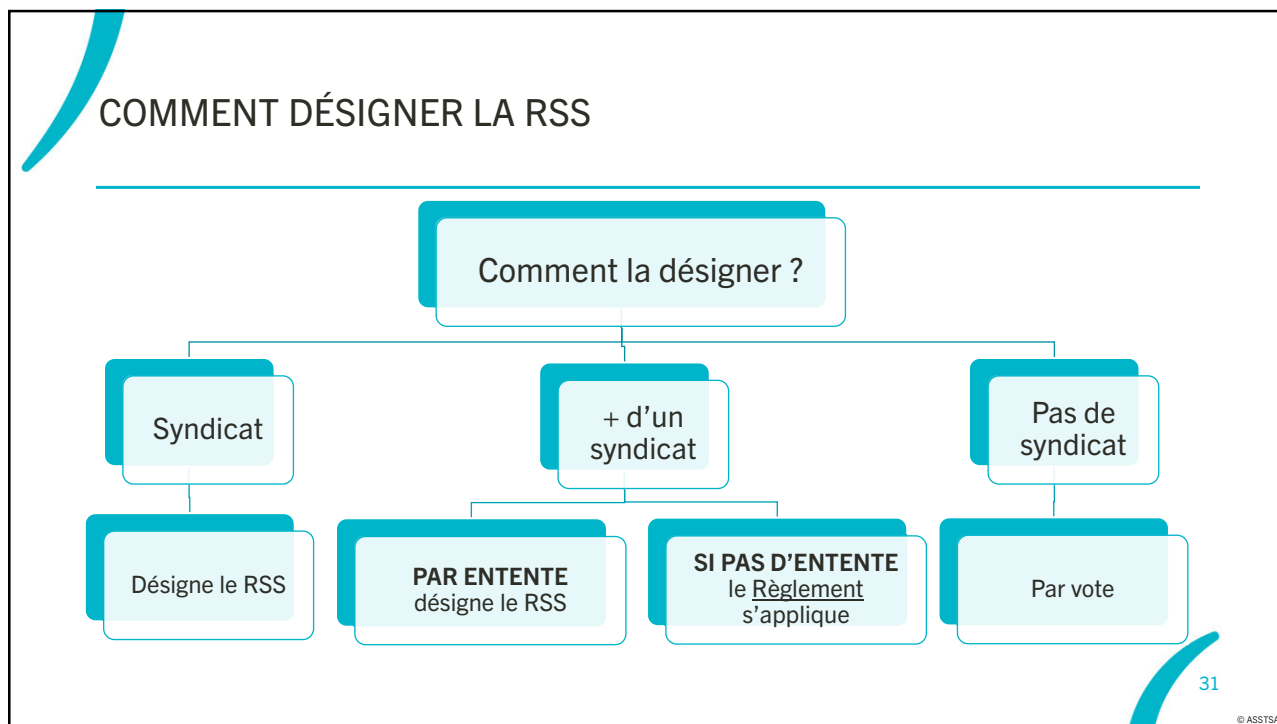 COMMENT DÉSIGNER LA RSS
Comment la désigner ?
Syndicat
+ d’un
syndicat
Pas de
syndicat
Désigne le RSS
PAR ENTENTE
désigne le RSS
SI PAS D’ENTENTE
le Règlement
s’applique
Par vote
31
© ASSTSA